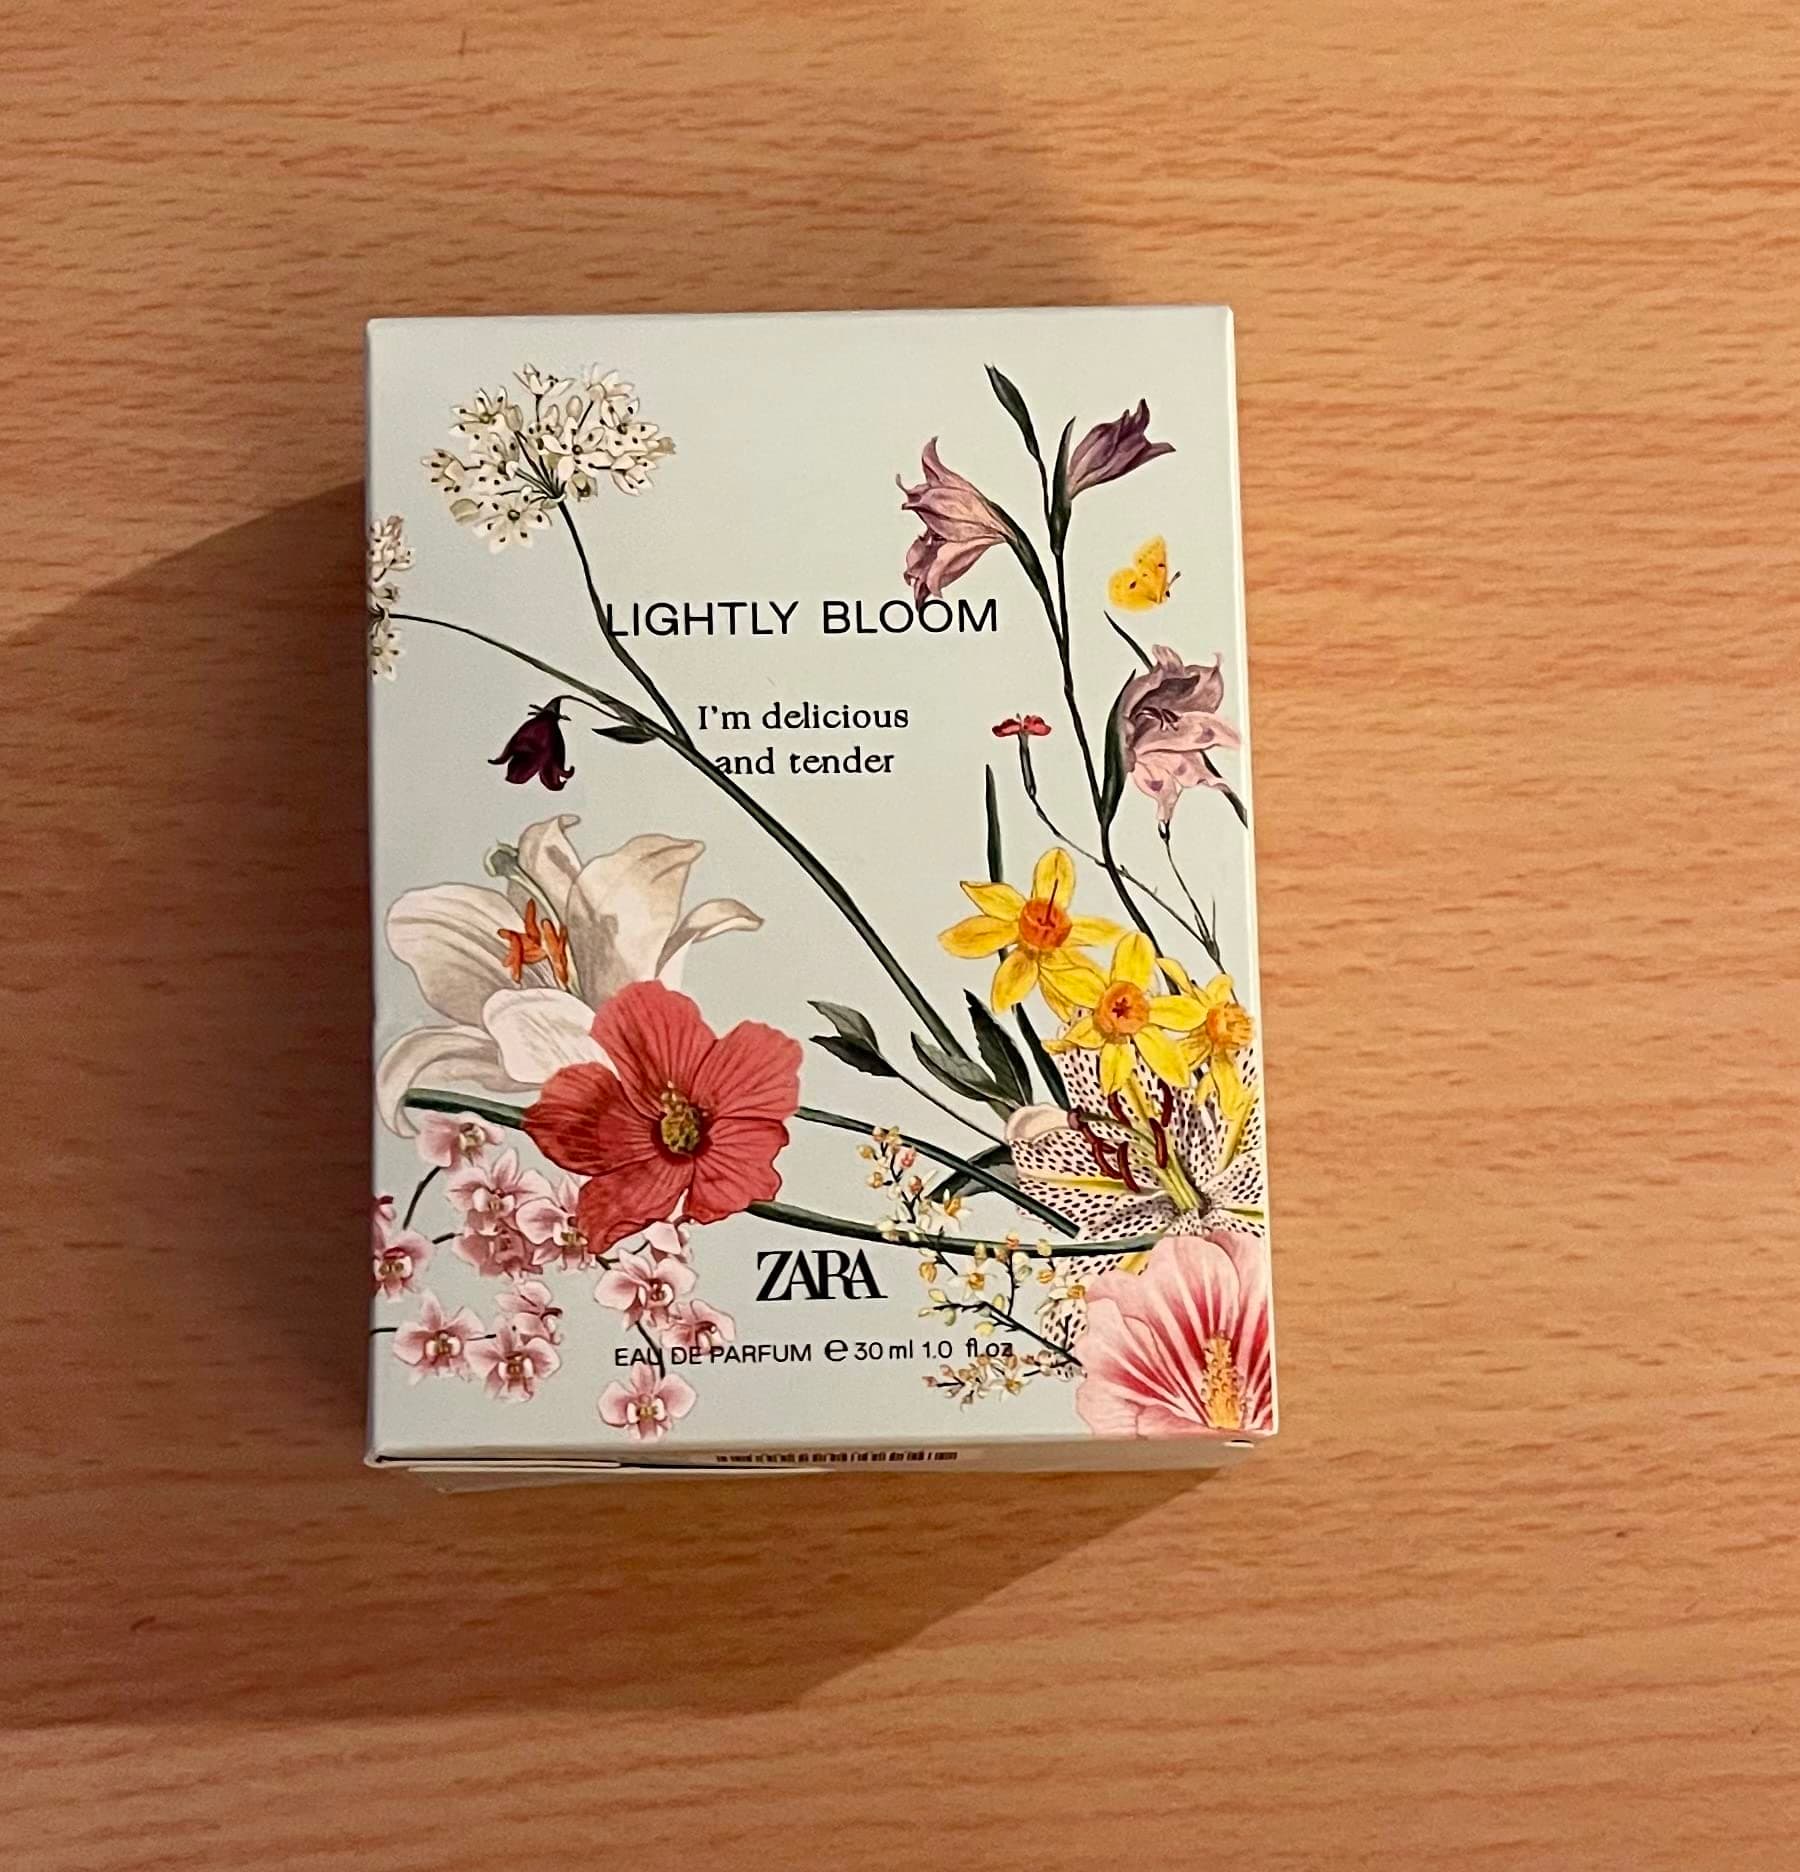 LIGHTLY BLOOM
I'm delicious
and tender
ZARA
EAU DE PARFUM ℮ 30 ml 1.0 fl.oz